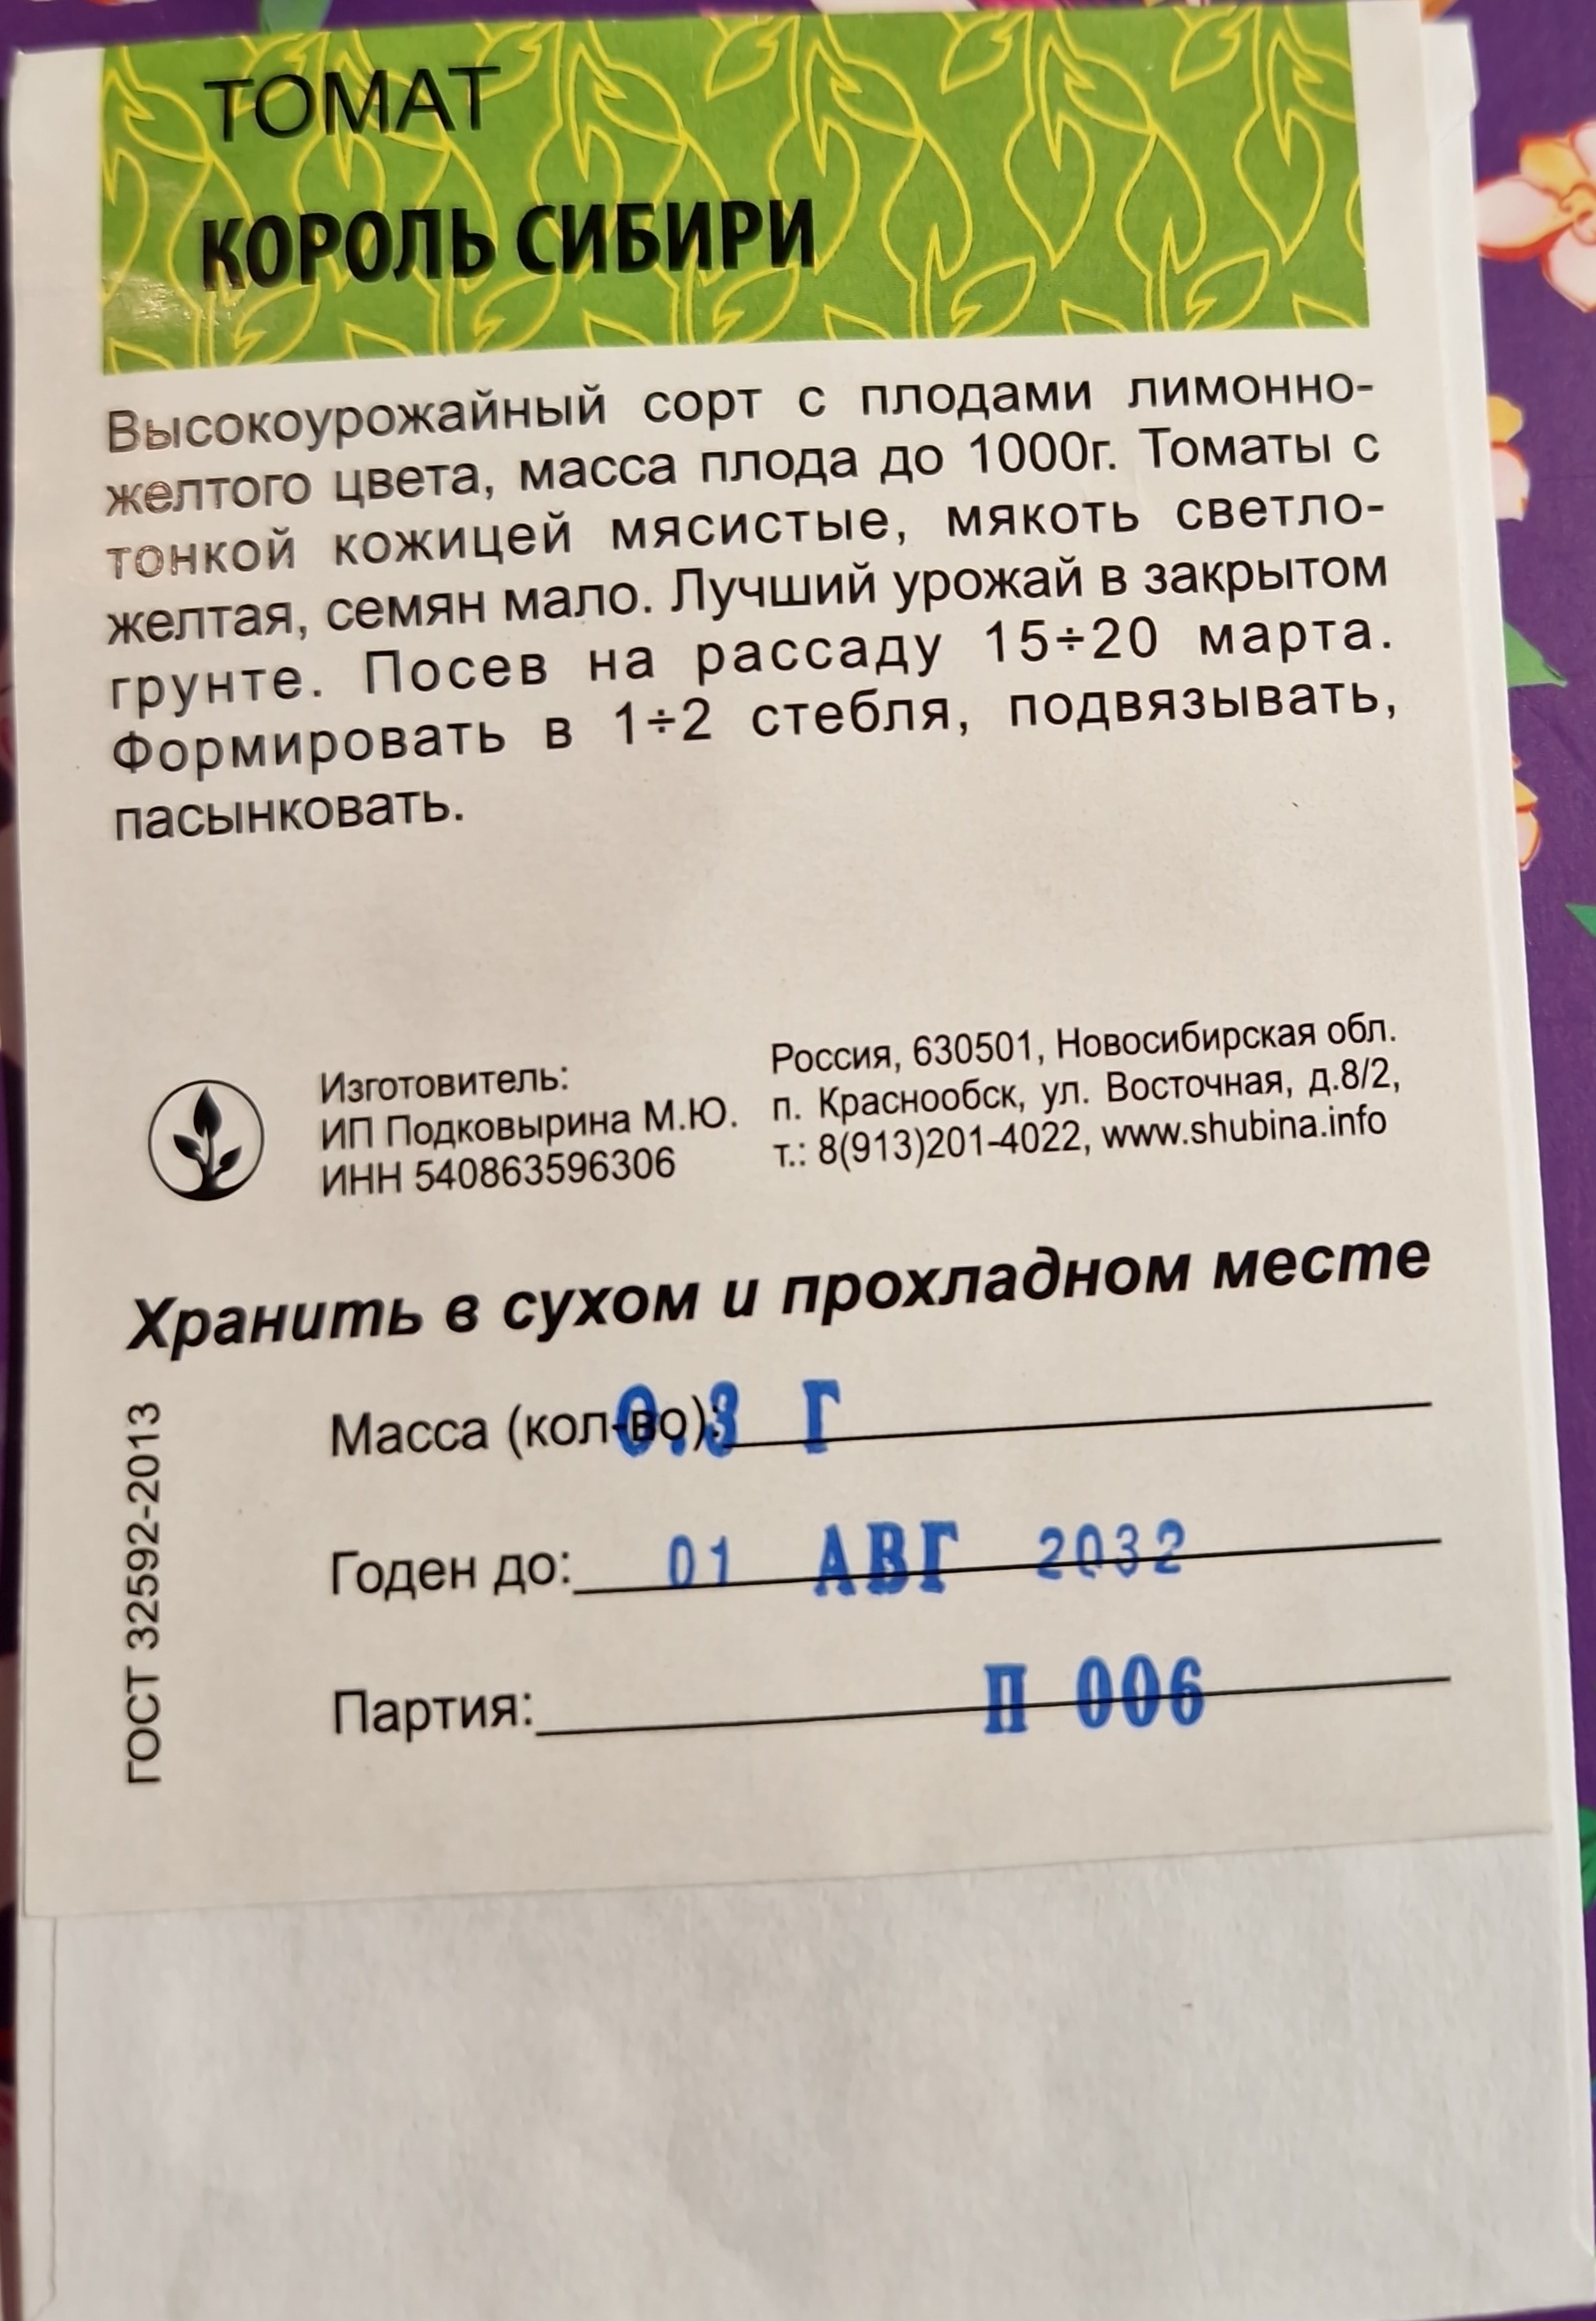 ТОМАТ
КОРОЛЬ СИБИРИ
Высокоурожайный сорт с плодами лимонно-
желтого цвета, масса плода до 1000г. Томаты с
тонкой кожицей мясистые, мякоть светло-
желтая, семян мало. Лучший урожай в закрытом
грунте. Посев на рассаду 15÷20 марта.
Формировать в 1÷2 стебля, подвязывать,
пасынковать.
Изготовитель:
ИП Подковырина М.Ю.
ИНН 540863596306
Россия, 630501, Новосибирская обл.
п. Краснообск, ул. Восточная, д.8/2,
т.: 8(913)201-4022, www.shubina.info
Хранить в сухом и прохладном месте
ГОСТ 32592-2013
Масса (кол-во): 0.3 Г
Годен до: 01 АВГ 2032
Партия: П 006